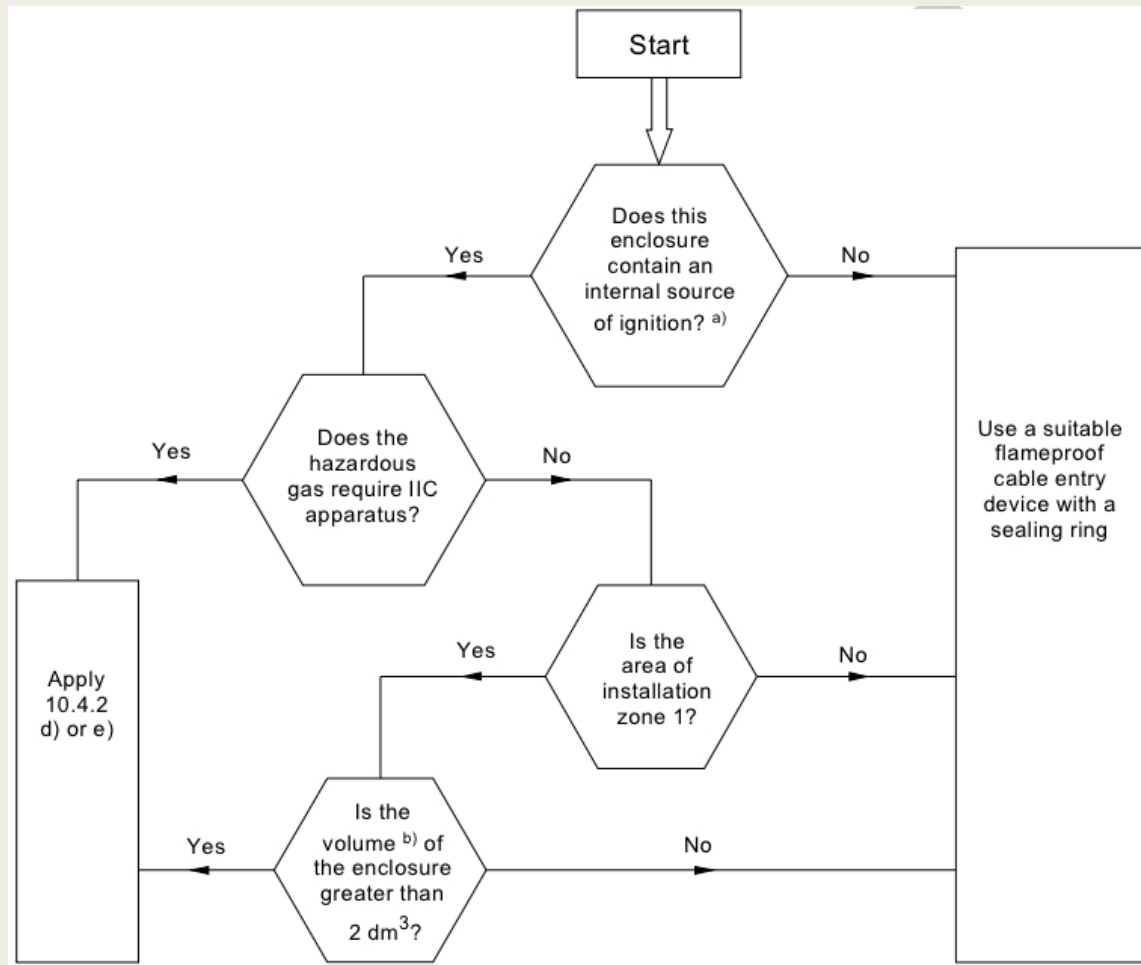 Start
Does this
enclosure
contain an
internal source
of ignition? a)
Yes
No
Does the
hazardous
gas require IIC
apparatus?
Yes
No
Use a suitable
flameproof
cable entry
device with a
sealing ring
Is the
area of
installation
zone 1?
Yes
No
Apply
10.4.2
d) or e)
Is the
volume b) of
the enclosure
greater than
2 dm³?
Yes
No